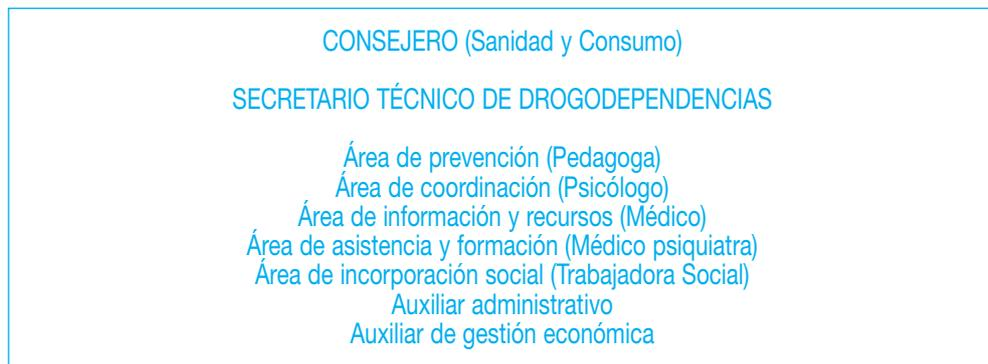 CONSEJERO (Sanidad y Consumo)
SECRETARIO TÉCNICO DE DROGODEPENDENCIAS
Área de prevención (Pedagoga)
Área de coordinación (Psicólogo)
Área de información y recursos (Médico)
Área de asistencia y formación (Médico psiquiatra)
Área de incorporación social (Trabajadora Social)
Auxiliar administrativo
Auxiliar de gestión económica